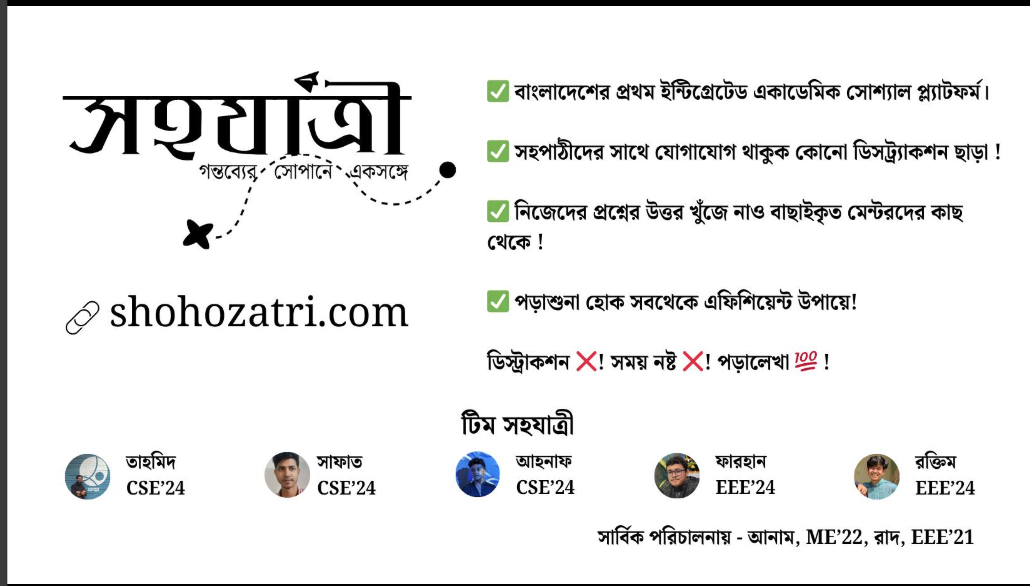 সহযাত্রী
গন্তব্যের সোপানে একসঙ্গে
shohozatri.com
✅ বাংলাদেশের প্রথম ইন্টিগ্রেটেড একাডেমিক সোশ্যাল প্ল্যাটফর্ম।
✅ সহপাঠীদের সাথে যোগাযোগ থাকুক কোনো ডিসট্র্যাকশন ছাড়া !
✅ নিজেদের প্রশ্নের উত্তর খুঁজে নাও বাছাইকৃত মেন্টরদের কাছ
থেকে !
✅ পড়াশুনা হোক সবথেকে এফিশিয়েন্ট উপায়ে!
ডিস্ট্রাকশন ❌! সময় নষ্ট ❌! পড়ালেখা 💯 !
টিম সহযাত্রী
তাহমিদ
CSE’24
সাফাত
CSE’24
আহনাফ
CSE’24
ফারহান
EEE’24
রক্তিম
EEE’24
সার্বিক পরিচালনায় - আনাম, ME’22, রাদ, EEE’21